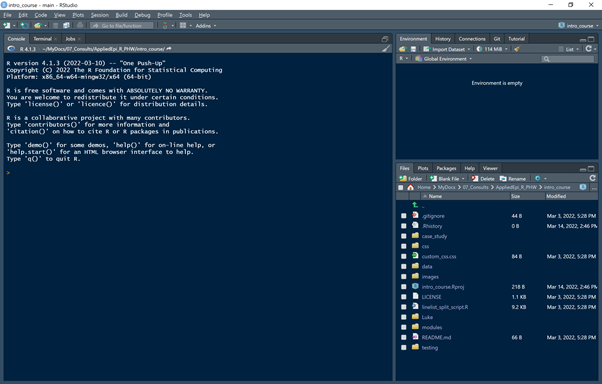 intro_course - main - RStudio
File Edit Code View Plots Session Build Debug Profile Tools Help
Go to file/function
Addins
intro_course
Console Terminal Jobs
R 4.1.3 · ~/MyDocs/07_Consults/AppliedEpi_R_PHW/intro_course/
R version 4.1.3 (2022-03-10) -- "One Push-Up"
Copyright (C) 2022 The R Foundation for Statistical Computing
Platform: x86_64-w64-mingw32/x64 (64-bit)
R is free software and comes with ABSOLUTELY NO WARRANTY.
You are welcome to redistribute it under certain conditions.
Type 'license()' or 'licence()' for distribution details.
R is a collaborative project with many contributors.
Type 'contributors()' for more information and
'citation()' on how to cite R or R packages in publications.
Type 'demo()' for some demos, 'help()' for on-line help, or
'help.start()' for an HTML browser interface to help.
Type 'q()' to quit R.
>
Environment History Connections Git Tutorial
Import Dataset 114 MiB List
R Global Environment
Environment is empty
Files Plots Packages Help Viewer
Folder Blank File Delete Rename
Home MyDocs 07_Consults AppliedEpi_R_PHW intro_course
Name Size Modified
..
.gitignore 44 B Mar 3, 2022, 5:28 PM
.Rhistory 0 B Mar 14, 2022, 2:46 PM
case_study
css
custom_css.css 84 B Mar 3, 2022, 5:28 PM
data
images
intro_course.Rproj 218 B Mar 14, 2022, 2:46 PM
LICENSE 1.1 KB Mar 3, 2022, 5:28 PM
linelist_split_script.R 9.2 KB Mar 3, 2022, 5:28 PM
Luke
modules
README.md 66 B Mar 3, 2022, 5:28 PM
testing